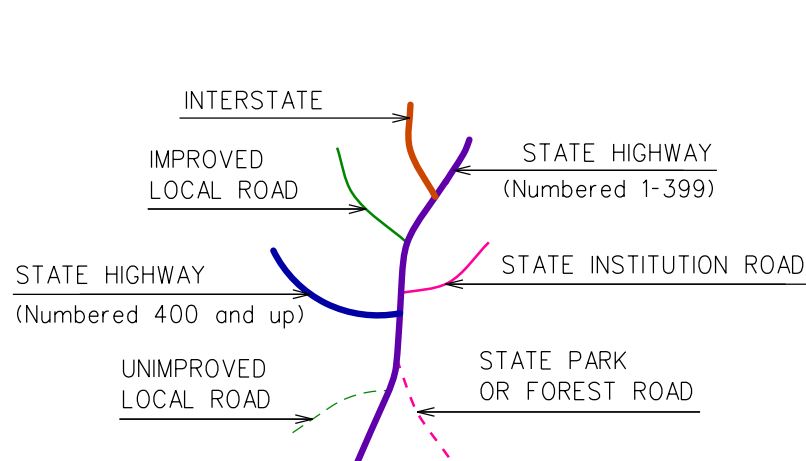 INTERSTATE
IMPROVED
LOCAL ROAD
STATE HIGHWAY
(Numbered 1-399)
STATE HIGHWAY
(Numbered 400 and up)
STATE INSTITUTION ROAD
UNIMPROVED
LOCAL ROAD
STATE PARK
OR FOREST ROAD